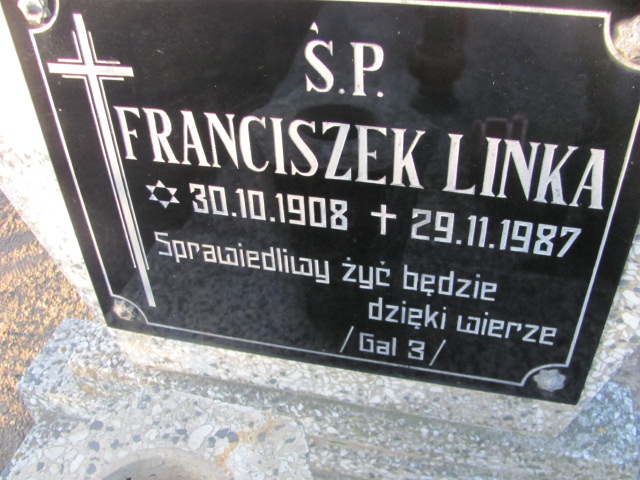 Ś.P.
FRANCISZEK LINKA
✡ 30.10.1908 ✝ 29.11.1987
Sprawiedliwy żyć będzie
dzięki wierze
/Gal 3/